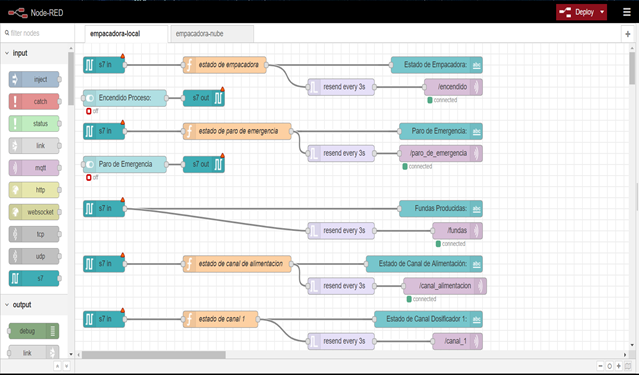 Node-RED
Deploy
filter nodes
empacadora-local
empacadora-nube
input
inject
catch
status
link
mqtt
http
websocket
tcp
udp
s7
output
debug
link
s7 in
estado de empacadora
Estado de Empacadora:
abc
resend every 3s
/encendido
connected
Encendido Proceso:
s7 out
off
s7 in
estado de paro de emergencia
Paro de Emergencia:
abc
resend every 3s
/paro_de_emergencia
connected
Paro de Emergencia
s7 out
off
s7 in
Fundas Producidas:
abc
resend every 3s
/fundas
connected
s7 in
estado de canal de alimentacion
Estado de Canal de Alimentación:
abc
resend every 3s
/canal_alimentacion
connected
s7 in
estado de canal 1
Estado de Canal Dosificador 1:
abc
resend every 3s
/canal_1